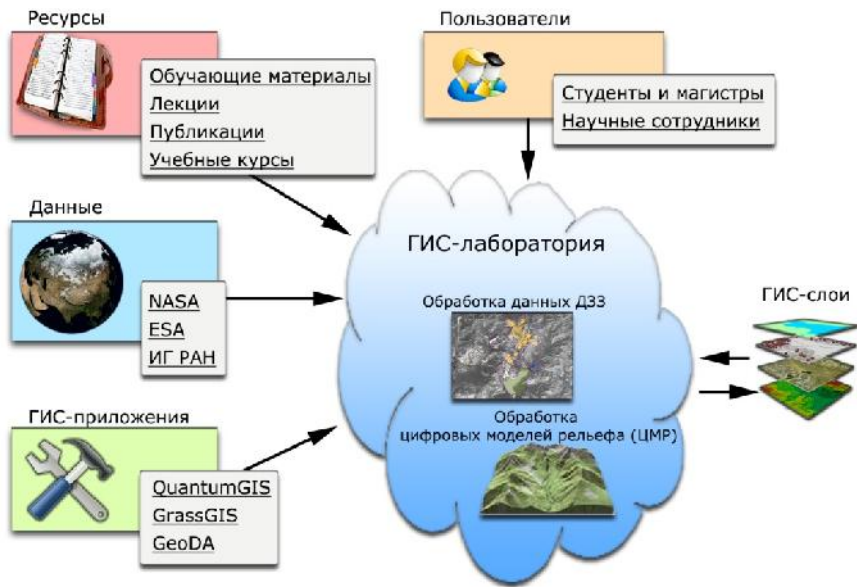 Ресурсы
Обучающие материалы
Лекции
Публикации
Учебные курсы
Пользователи
Студенты и магистры
Научные сотрудники
Данные
NASA
ESA
ИГ РАН
ГИС-лаборатория
Обработка данных ДЗЗ
Обработка
цифровых моделей рельефа (ЦМР)
ГИС-слои
ГИС-приложения
QuantumGIS
GrassGIS
GeoDA